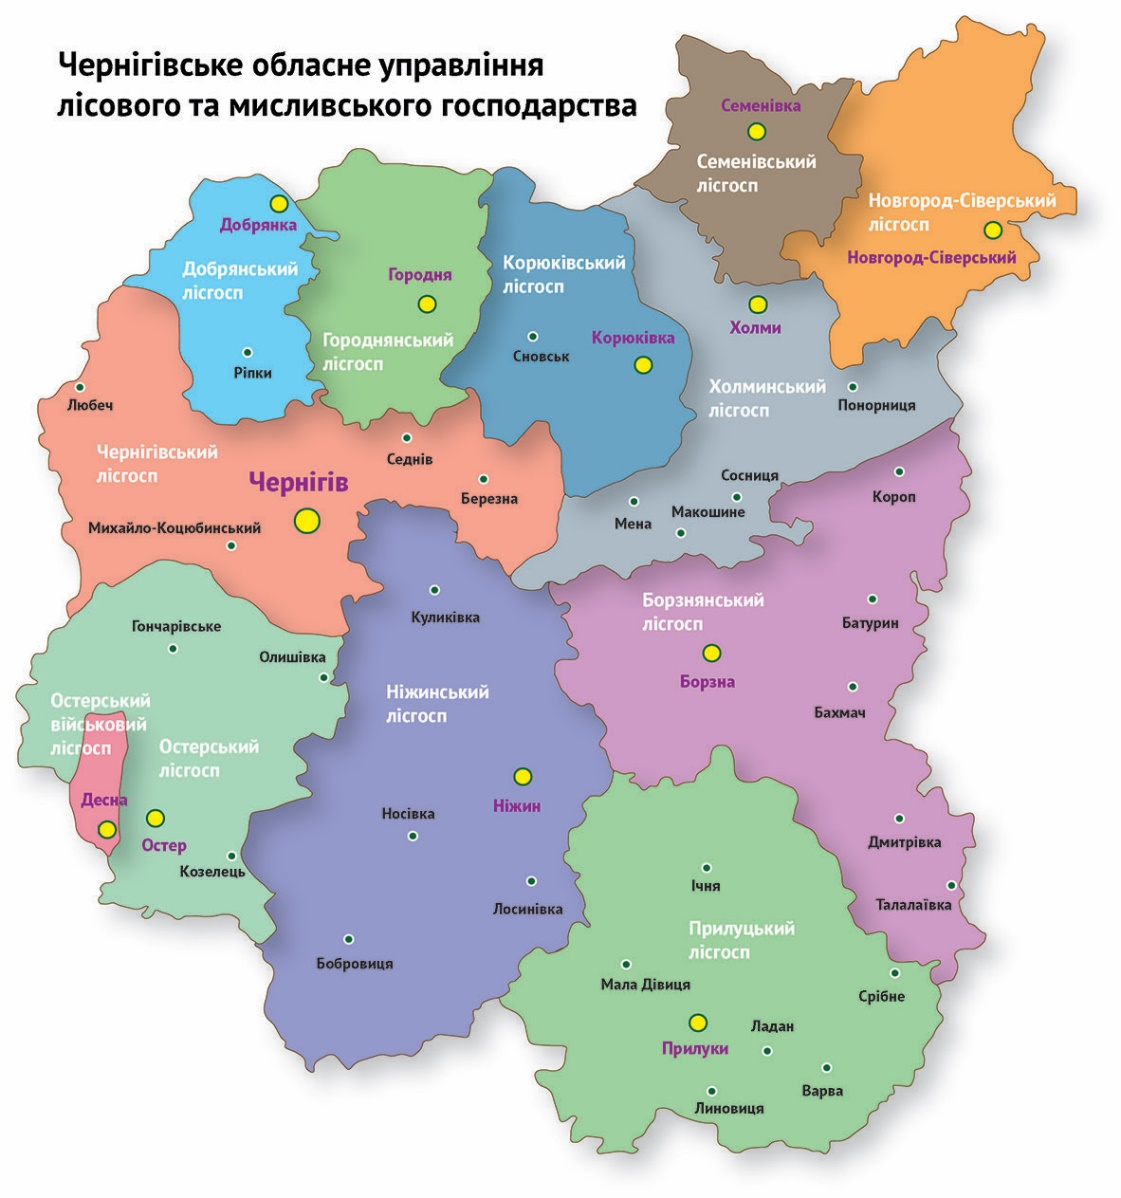 Чернігівське обласне управління
лісового та мисливського господарства
Семенівка
Семенівський
лісгосп
Новгород-Сіверський
лісгосп
Новгород-Сіверський
Добрянка
Добрянський
лісгосп
Ріпки
Городня
Городнянський
лісгосп
Корюківський
лісгосп
Сновськ
Корюківка
Холми
Холминський
лісгосп
Понорниця
Сосниця
Мена
Макошине
Любеч
Чернігівський
лісгосп
Чернігів
Седнів
Березна
Михайло-Коцюбинський
Короп
Борзнянський
лісгосп
Борзна
Батурин
Бахмач
Дмитрівка
Талалаївка
Гончарівське
Олишівка
Остерський
військовий
лісгосп
Остерський
лісгосп
Десна
Остер
Козелець
Куликівка
Ніжинський
лісгосп
Ніжин
Носівка
Лосинівка
Бобровиця
Ічня
Прилуцький
лісгосп
Мала Дівиця
Срібне
Прилуки
Ладан
Варва
Линовиця